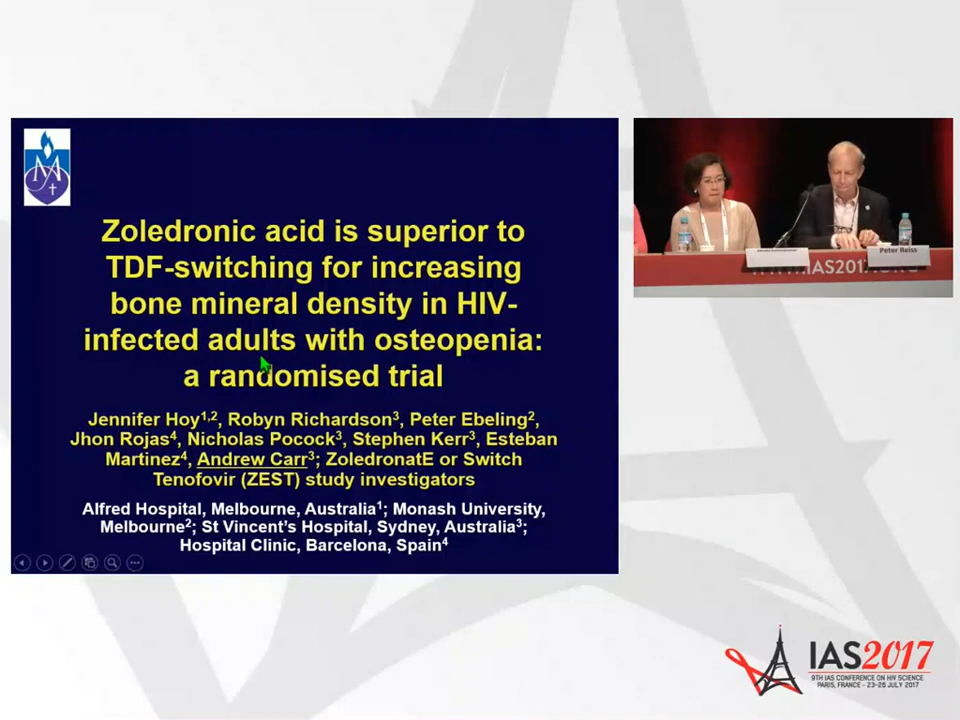 M
Zoledronic acid is superior to
TDF-switching for increasing
bone mineral density in HIV-
infected adults with osteopenia:
a randomised trial
Jennifer Hoy1,2, Robyn Richardson3, Peter Ebeling2,
Jhon Rojas4, Nicholas Pocock3, Stephen Kerr3, Esteban
Martinez4, Andrew Carr3; ZoledronatE or Switch
Tenofovir (ZEST) study investigators
Alfred Hospital, Melbourne, Australia1; Monash University,
Melbourne2; St Vincent's Hospital, Sydney, Australia3;
Hospital Clinic, Barcelona, Spain4
Peter Reiss
WWW.IAS2017.ORG
IAS2017
9TH IAS CONFERENCE ON HIV SCIENCE
PARIS, FRANCE - 23-26 JULY 2017